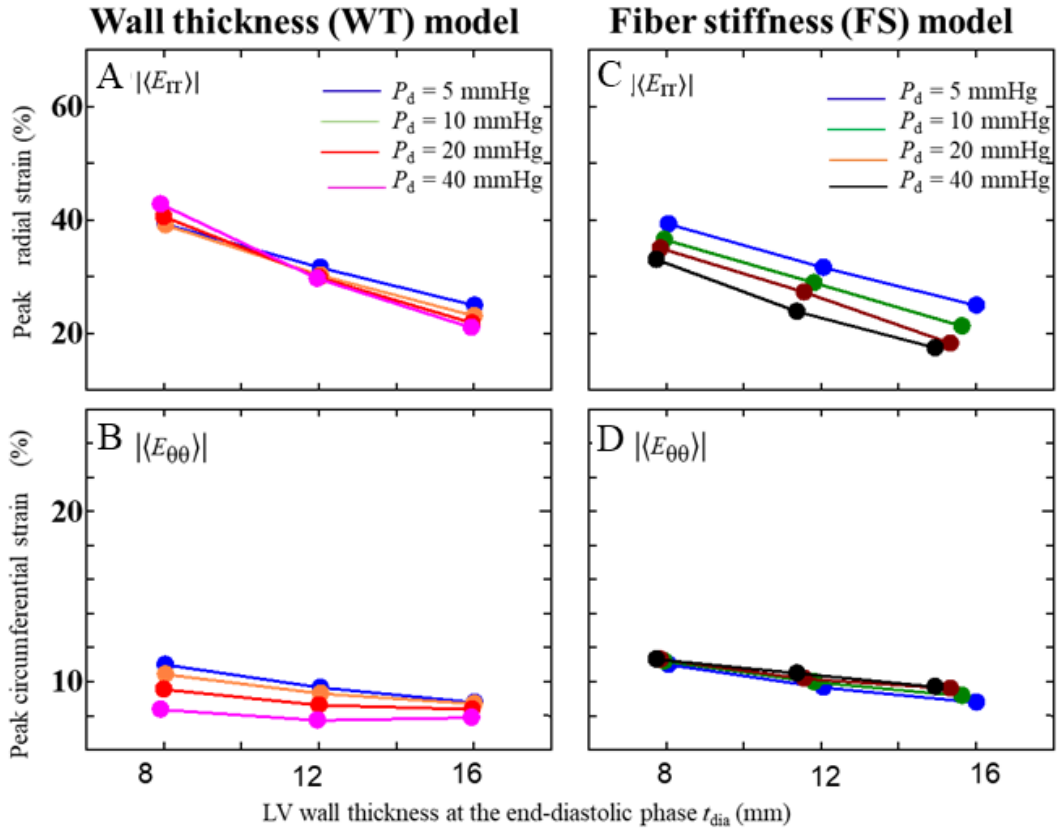 Wall thickness (WT) model
Fiber stiffness (FS) model
A
|⟨Err⟩|
Pd = 5 mmHg
Pd = 10 mmHg
Pd = 20 mmHg
Pd = 40 mmHg
C
|⟨Err⟩|
Pd = 5 mmHg
Pd = 10 mmHg
Pd = 20 mmHg
Pd = 40 mmHg
Peak radial strain (%)
60
40
20
B
|⟨Eθθ⟩|
D
|⟨Eθθ⟩|
Peak circumferential strain (%)
20
10
8 12 16
8 12 16
LV wall thickness at the end-diastolic phase tdia (mm)